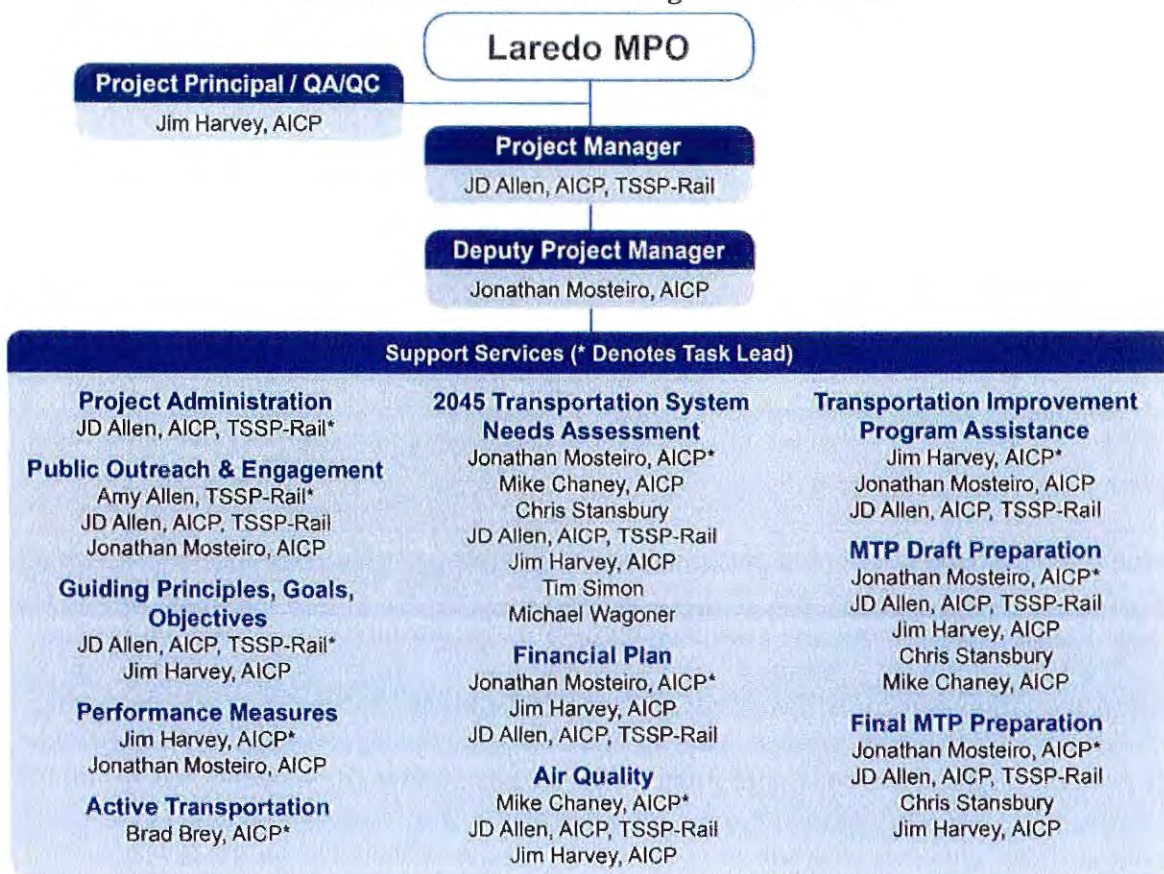 Laredo MPO
Project Principal / QA/QC
Jim Harvey, AICP
Project Manager
JD Allen, AICP, TSSP-Rail
Deputy Project Manager
Jonathan Mosteiro, AICP
Support Services (* Denotes Task Lead)
Project Administration
JD Allen, AICP, TSSP-Rail*
Public Outreach & Engagement
Amy Allen, TSSP-Rail*
JD Allen, AICP, TSSP-Rail
Jonathan Mosteiro, AICP
Guiding Principles, Goals,
Objectives
JD Allen, AICP, TSSP-Rail*
Jim Harvey, AICP
Performance Measures
Jim Harvey, AICP*
Jonathan Mosteiro, AICP
Active Transportation
Brad Brey, AICP*
2045 Transportation System
Needs Assessment
Jonathan Mosteiro, AICP*
Mike Chaney, AICP
Chris Stansbury
JD Allen, AICP, TSSP-Rail
Jim Harvey, AICP
Tim Simon
Michael Wagoner
Financial Plan
Jonathan Mosteiro, AICP*
Jim Harvey, AICP
JD Allen, AICP, TSSP-Rail
Air Quality
Mike Chaney, AICP*
JD Allen, AICP, TSSP-Rail
Jim Harvey, AICP
Transportation Improvement
Program Assistance
Jim Harvey, AICP*
Jonathan Mosteiro, AICP
JD Allen, AICP, TSSP-Rail
MTP Draft Preparation
Jonathan Mosteiro, AICP*
JD Allen, AICP, TSSP-Rail
Jim Harvey, AICP
Chris Stansbury
Mike Chaney, AICP
Final MTP Preparation
Jonathan Mosteiro, AICP*
JD Allen, AICP, TSSP-Rail
Chris Stansbury
Jim Harvey, AICP